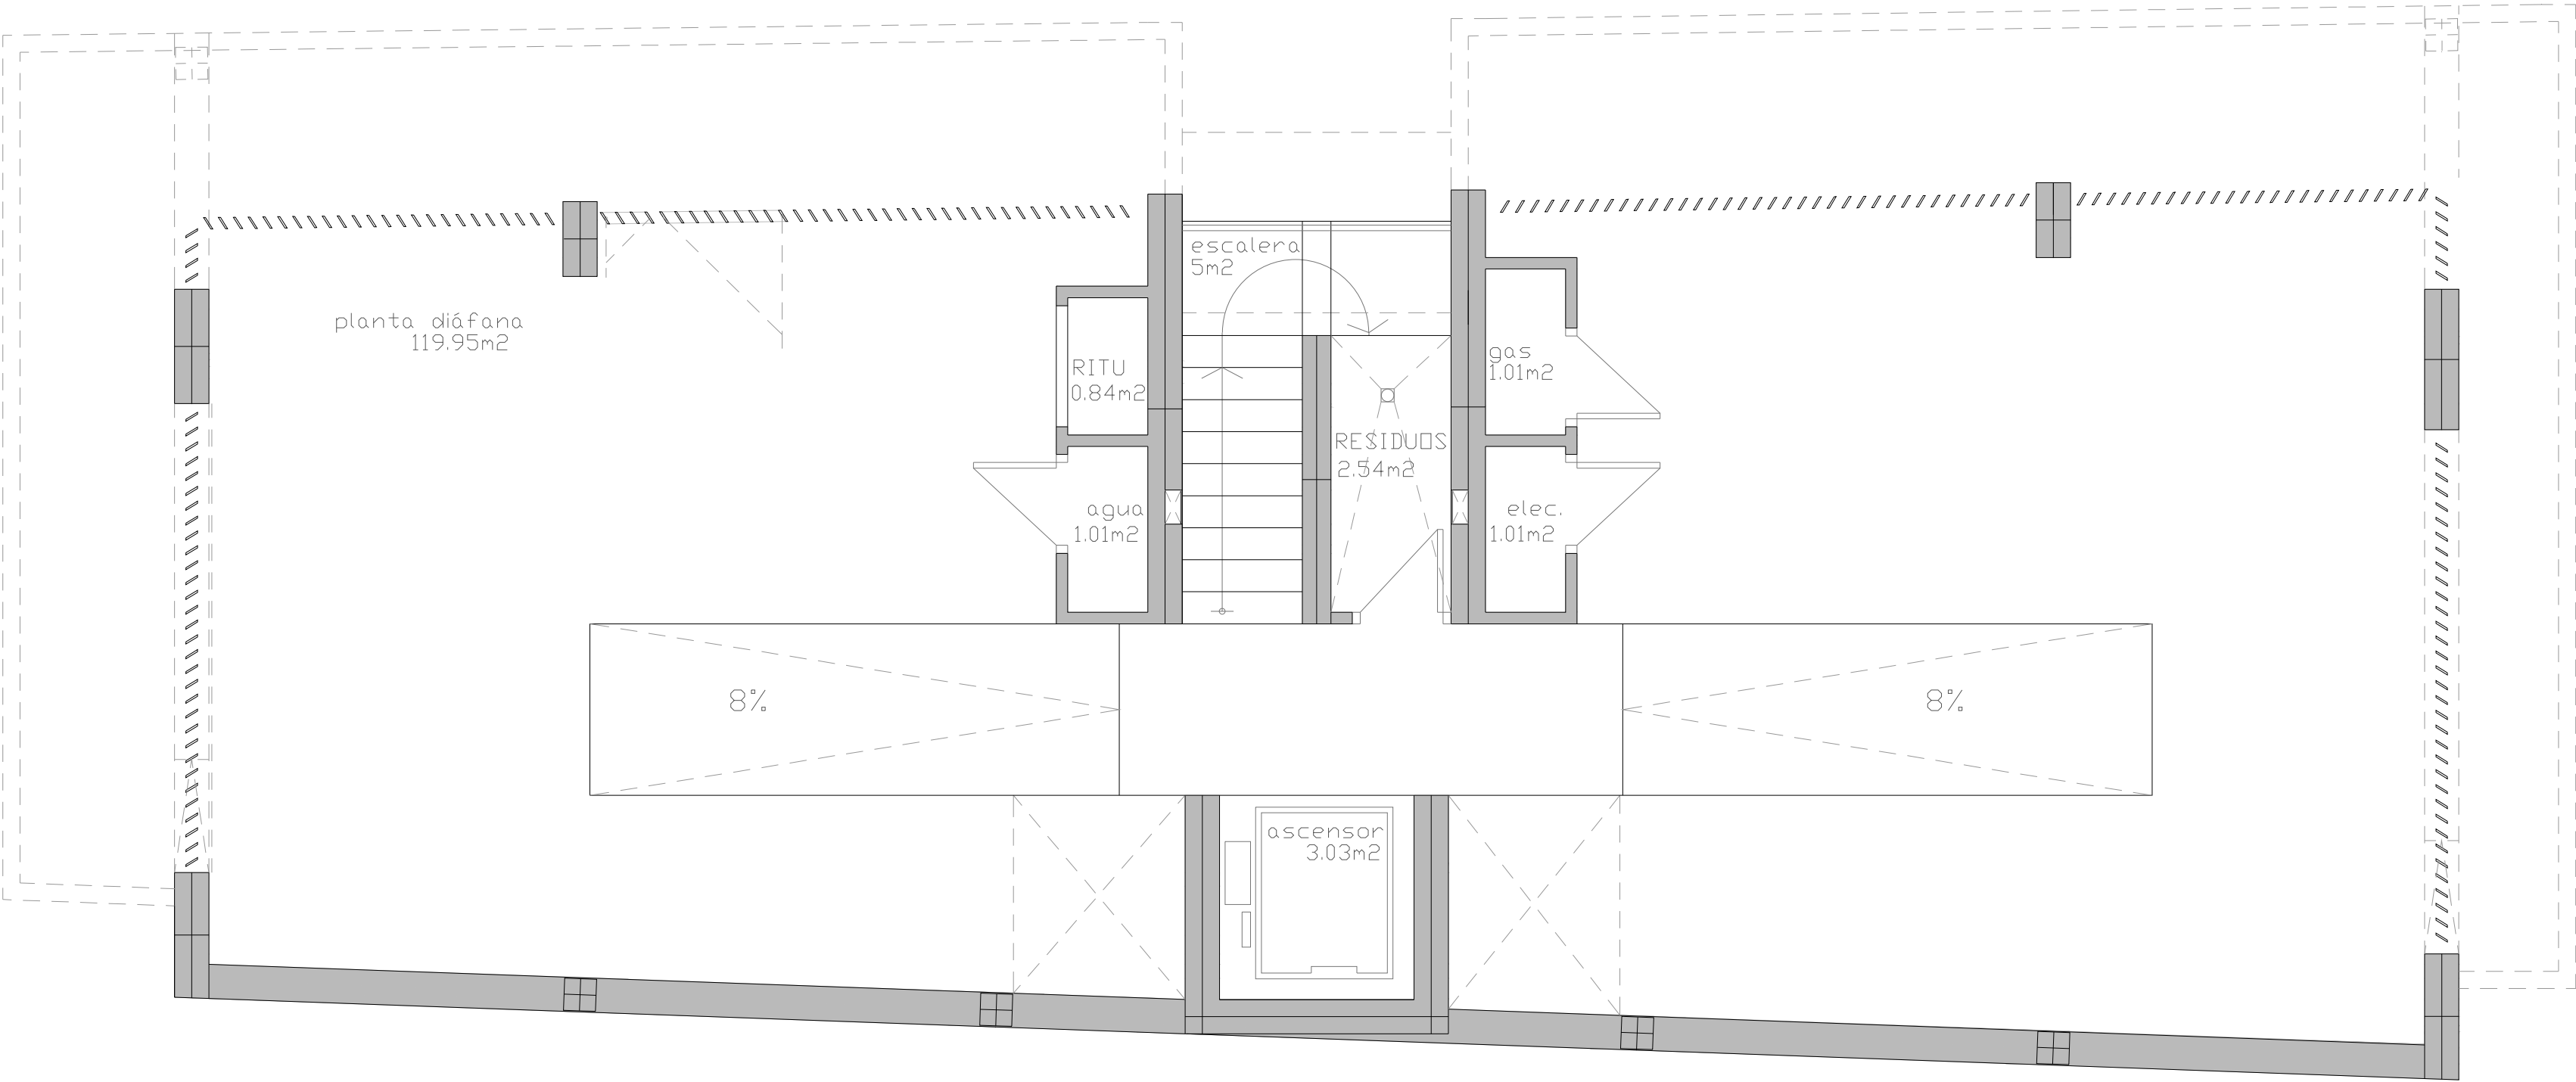 escalera
5m2
planta diáfana
119.95m2
RITU
0.84m2
gas
1.01m2
RESIDUOS
2.54m2
agua
1.01m2
elec.
1.01m2
8%
8%
ascensor
3.03m2